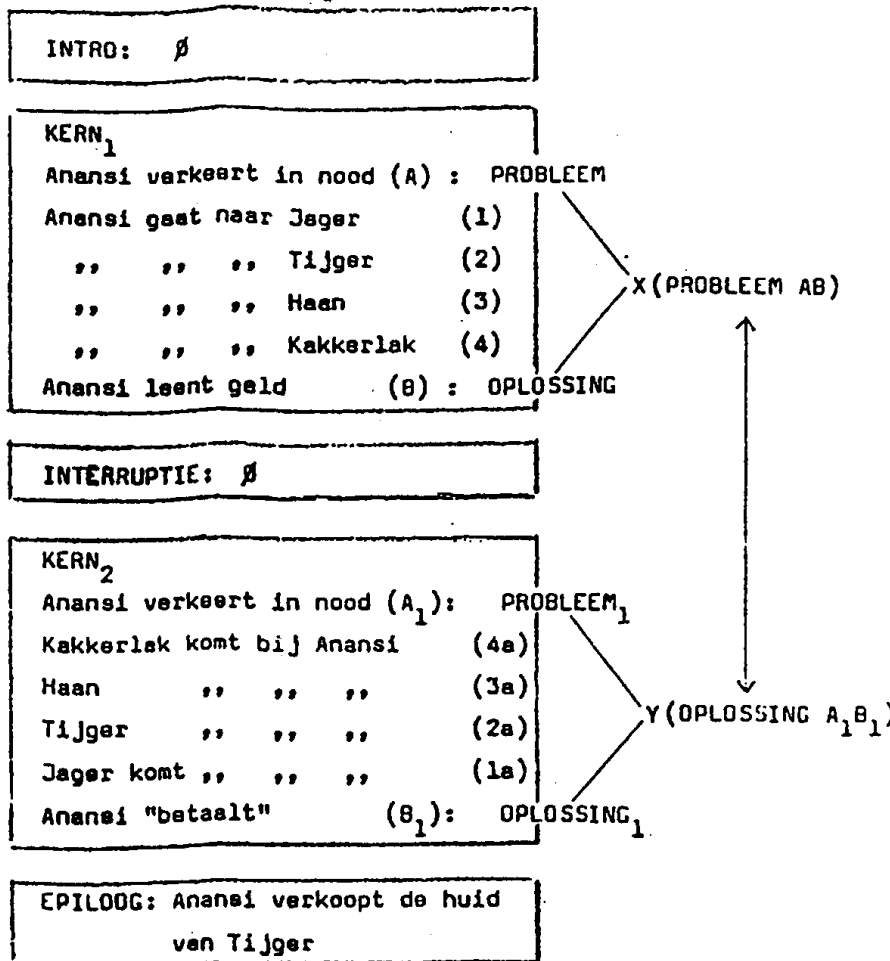 INTRO: Ø
KERN₁
Anansi verkeert in nood (A) : PROBLEEM
Anansi gaat naar Jager (1)
,, ,, ,, Tijger (2)
,, ,, ,, Haan (3)
X(PROBLEEM AB)
,, ,, ,, Kakkerlak (4)
Anansi leent geld (B) : OPLOSSING
INTERRUPTIE: Ø
KERN₂
Anansi verkeert in nood (A₁): PROBLEEM₁
Kakkerlak komt bij Anansi (4a)
Haan ,, ,, ,, (3a)
Y(OPLOSSING A₁B₁)
Tijger ,, ,, ,, (2a)
Jager komt ,, ,, ,, (1a)
Anansi "betaalt" (B₁): OPLOSSING₁
EPILOOG: Anansi verkoopt de huid
van Tijger